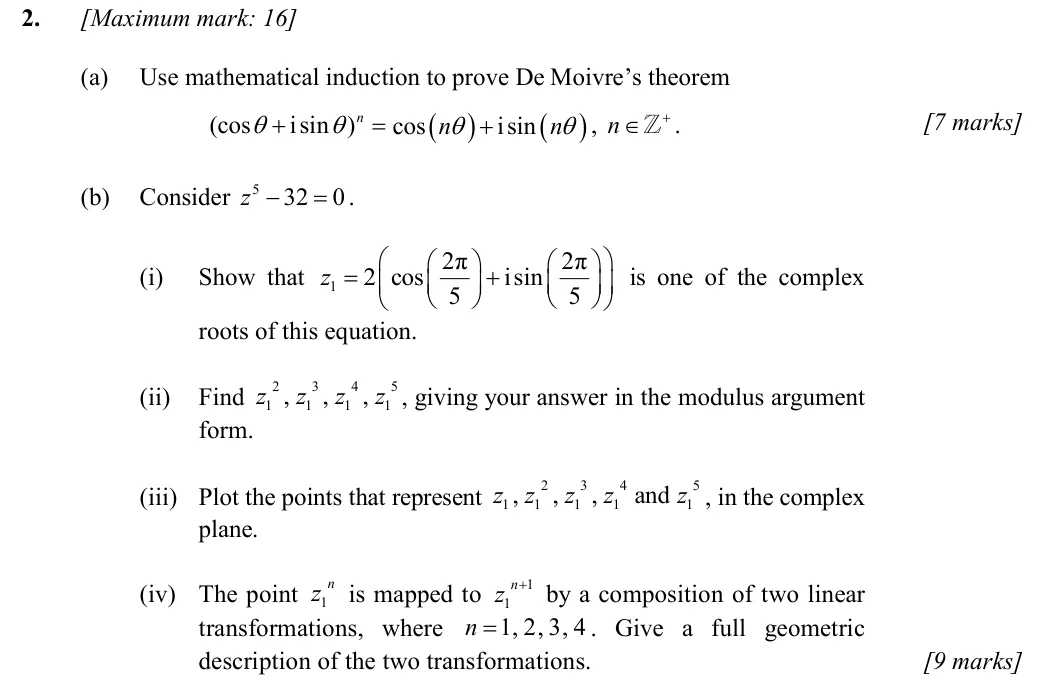 2. [Maximum mark: 16]
(a) Use mathematical induction to prove De Moivre's theorem
(cosθ + i sinθ)ⁿ = cos(nθ) + i sin(nθ), n ∈ ℤ⁺. [7 marks]
(b) Consider z⁵ − 32 = 0.
(i) Show that z₁ = 2(cos(2π/5) + i sin(2π/5)) is one of the complex
roots of this equation.
(ii) Find z₁², z₁³, z₁⁴, z₁⁵, giving your answer in the modulus argument
form.
(iii) Plot the points that represent z₁, z₁², z₁³, z₁⁴ and z₁⁵, in the complex
plane.
(iv) The point z₁ⁿ is mapped to z₁ⁿ⁺¹ by a composition of two linear
transformations, where n = 1, 2, 3, 4. Give a full geometric
description of the two transformations. [9 marks]